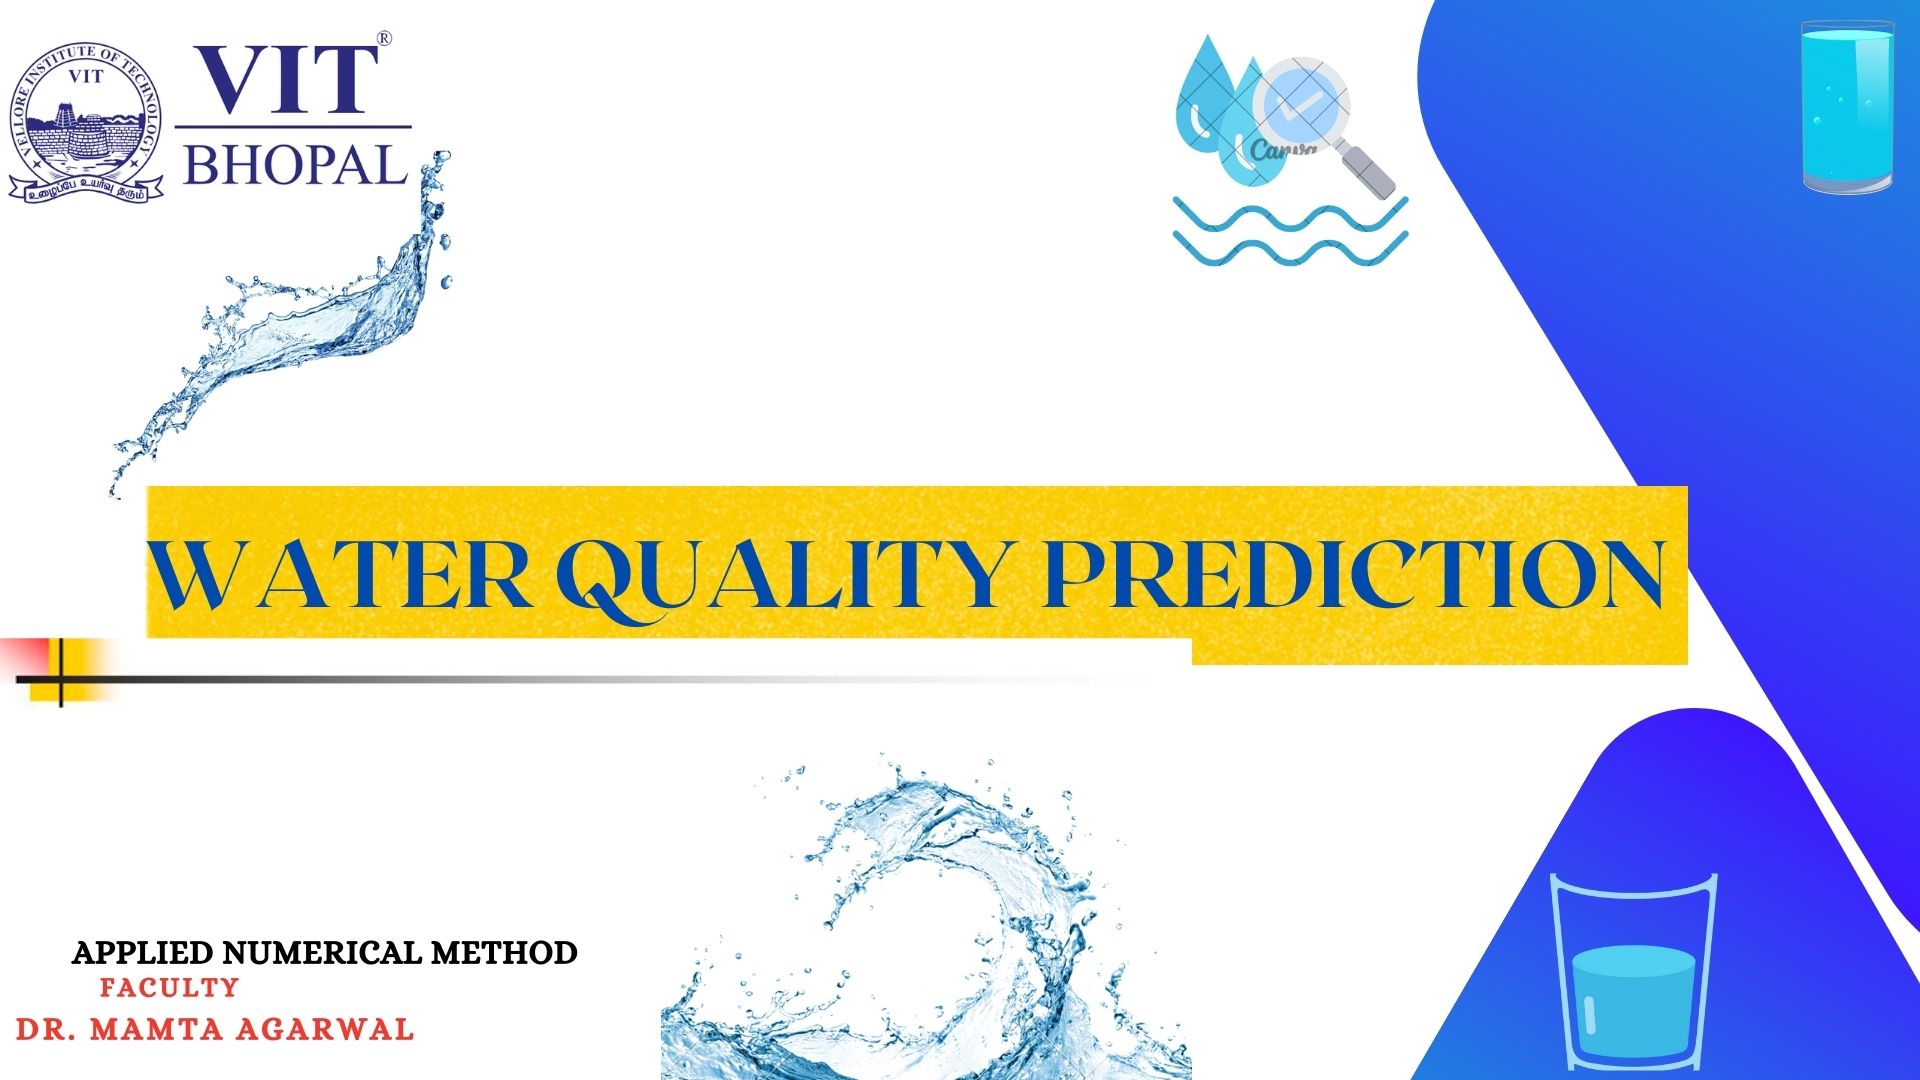 VELLORE INSTITUTE OF TECHNOLOGY
VIT
உழைப்பே உயர்வு தரும்
VIT®
BHOPAL
Canva
WATER QUALITY PREDICTION
APPLIED NUMERICAL METHOD
FACULTY
DR. MAMTA AGARWAL